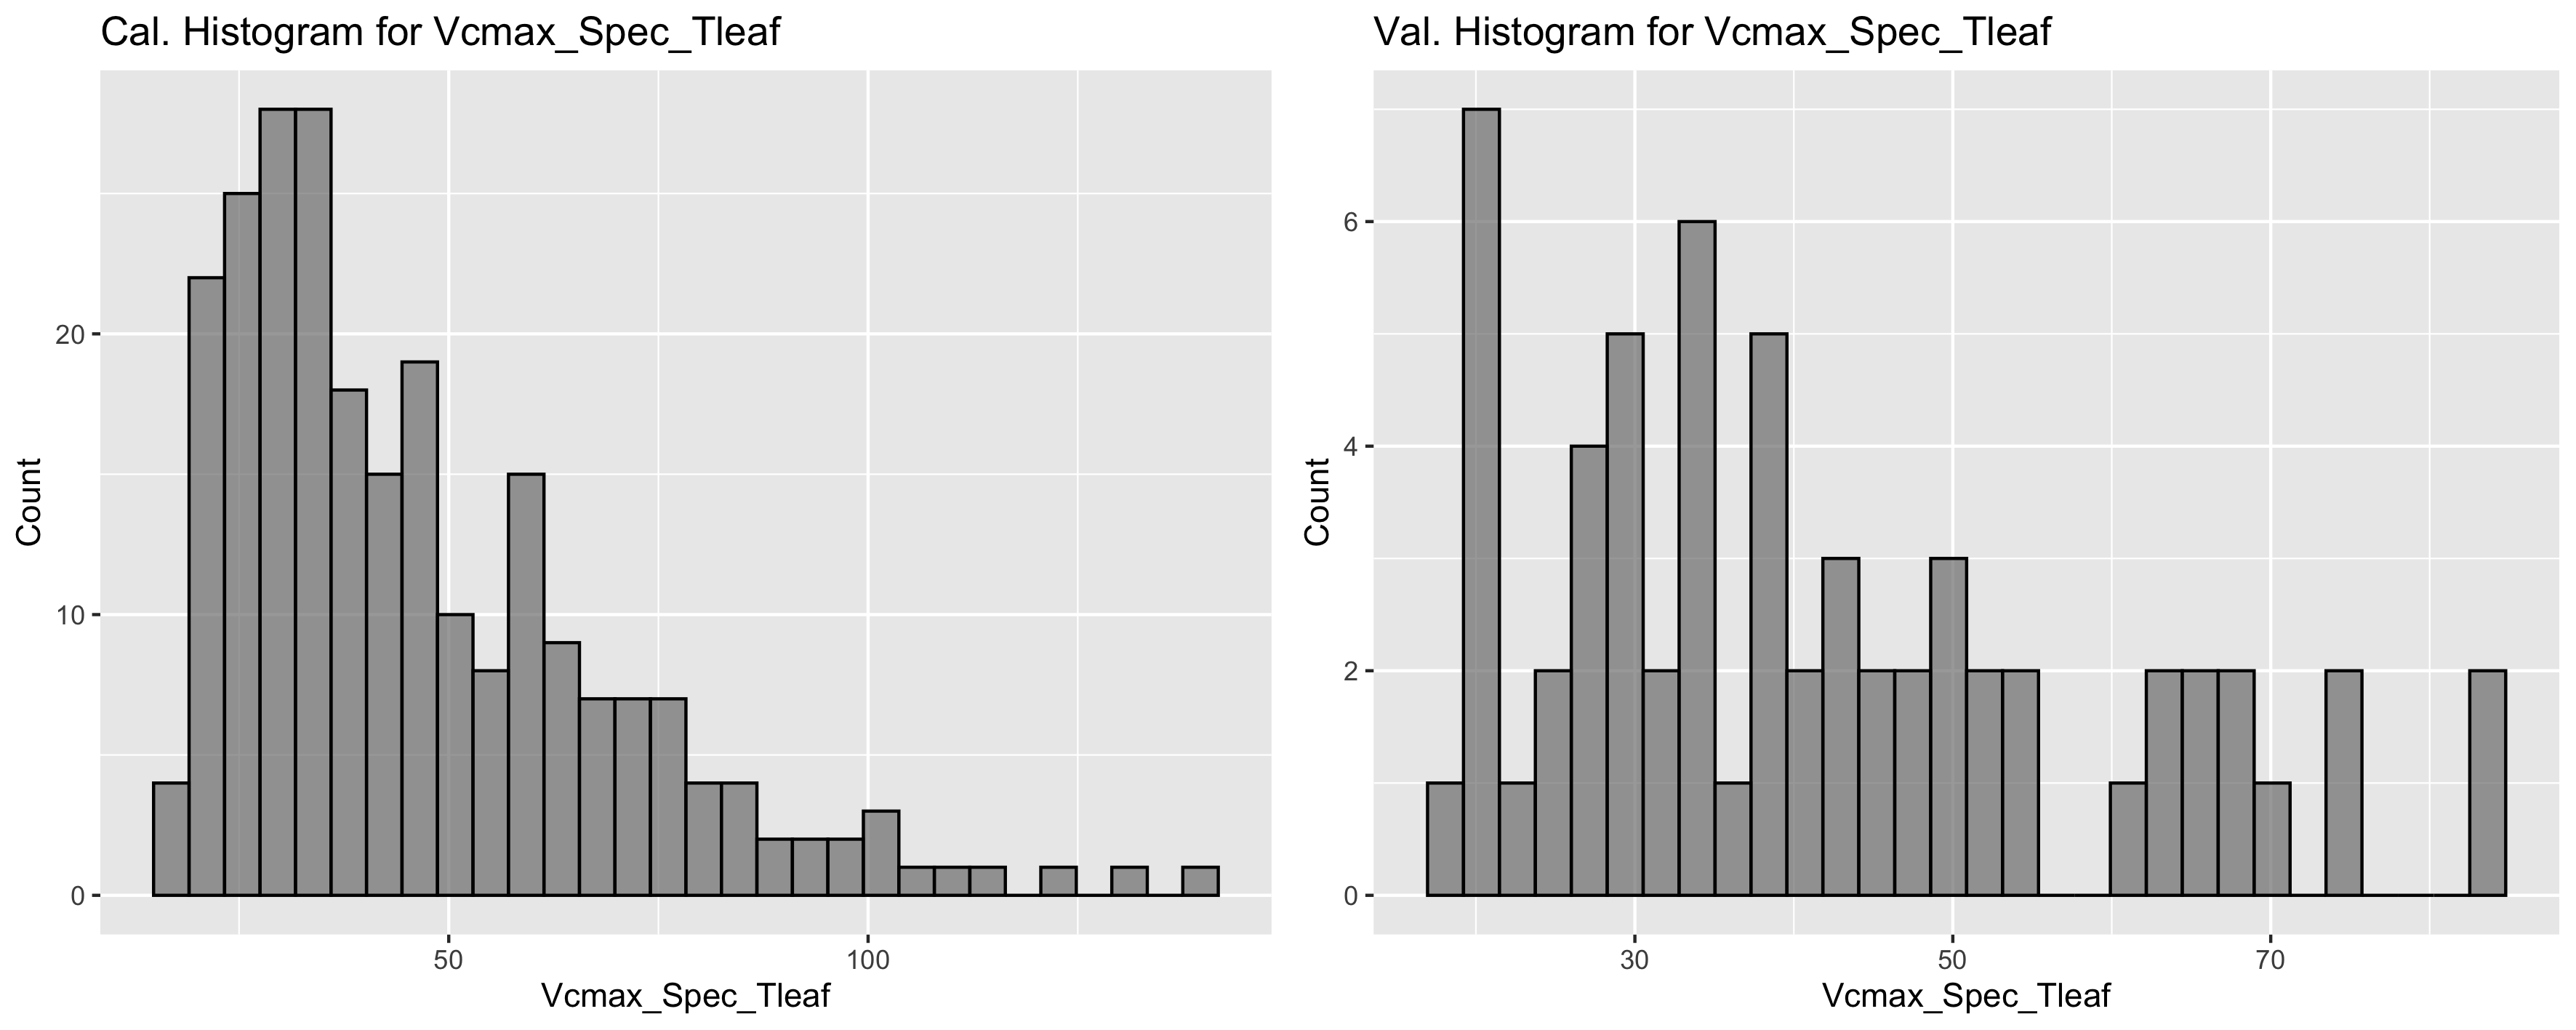 Cal. Histogram for Vcmax_Spec_Tleaf
Count
20
10
0
50 100
Vcmax_Spec_Tleaf
Val. Histogram for Vcmax_Spec_Tleaf
Count
6
4
2
0
30 50 70
Vcmax_Spec_Tleaf